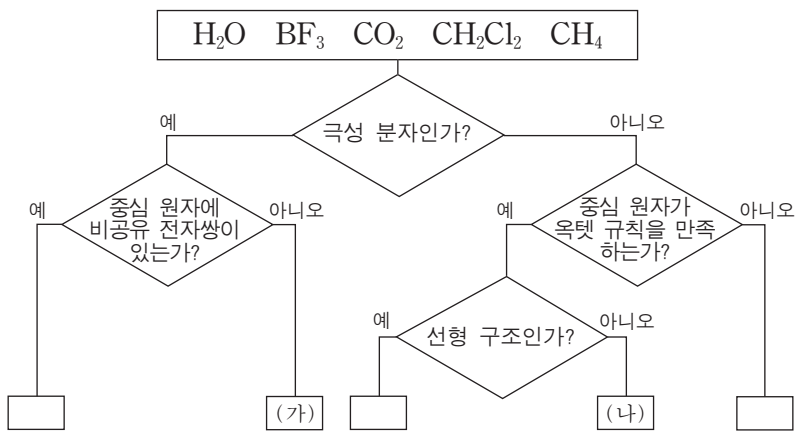 H₂O BF₃ CO₂ CH₂Cl₂ CH₄
극성 분자인가?
예
아니오
중심 원자에
비공유 전자쌍이
있는가?
예
아니오
중심 원자가
옥텟 규칙을 만족
하는가?
예
아니오
선형 구조인가?
예
아니오
(가)
(나)